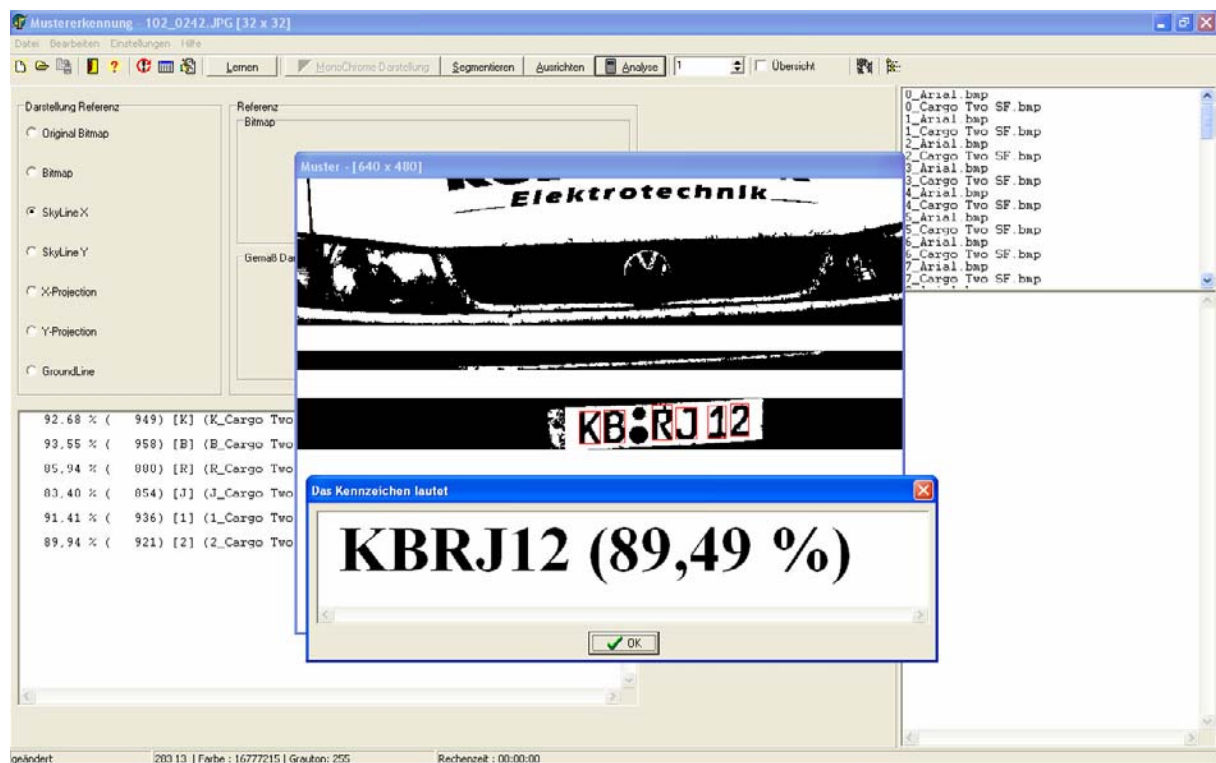 Mustererkennung - 102_0242.JPG [32 x 32]
Datei Bearbeiten Einstellungen Hilfe
Lernen MonoChrome Darstellung Segmentieren Ausrichten Analyse 1 Übersicht
Darstellung Referenz
Original Bitmap
Bitmap
SkyLine X
SkyLine Y
X-Projection
Y-Projection
GroundLine
Referenz
Bitmap
Gemäß Da
0_Arial.bmp
0_Cargo Two SF.bmp
1_Arial.bmp
1_Cargo Two SF.bmp
2_Arial.bmp
2_Cargo Two SF.bmp
3_Arial.bmp
3_Cargo Two SF.bmp
4_Arial.bmp
4_Cargo Two SF.bmp
5_Arial.bmp
5_Cargo Two SF.bmp
6_Arial.bmp
6_Cargo Two SF.bmp
7_Arial.bmp
7_Cargo Two SF.bmp
Muster - [640 x 480]
Elektrotechnik
KB RJ 12
92.68 % ( 949) [K] (K_Cargo Two
93,55 % ( 958) [B] (B_Cargo Two
85,94 % ( 880) [R] (R_Cargo Two
83,40 % ( 854) [J] (J_Cargo Two
91.41 % ( 936) [1] (1_Cargo Two
89,94 % ( 921) [2] (2_Cargo Two
Das Kennzeichen lautet
KBRJ12 (89,49 %)
OK
geändert 283 13 | Farbe : 16777215 | Grauton: 255 Rechenzeit : 00:00:00